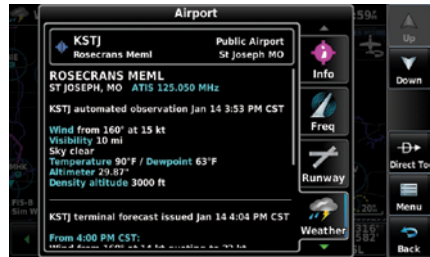 Airport
KSTJ Public Airport
Rosecrans Meml St Joseph MO
ROSECRANS MEML
ST JOSEPH, MO ATIS 125.050 MHz
KSTJ automated observation Jan 14 3:53 PM CST
Wind from 160° at 15 kt
Visibility 10 mi
Sky clear
Temperature 90°F / Dewpoint 63°F
Altimeter 29.87"
Density altitude 3000 ft
KSTJ terminal forecast issued Jan 14 4:04 PM CST
From 4:00 PM CST:
Info
Freq
Runway
Weather
Up
Down
Direct To
Menu
Back
FIS-B